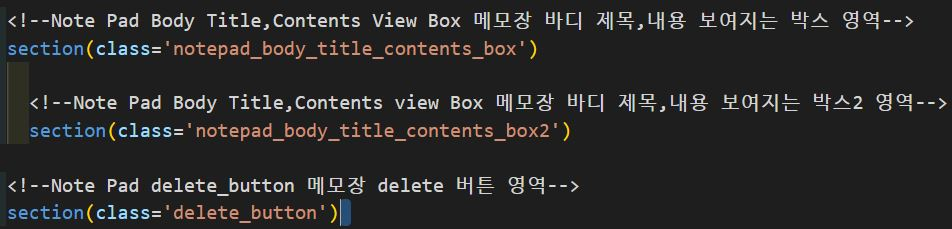 <!--Note Pad Body Title,Contents View Box 메모장 바디 제목,내용 보여지는 박스 영역-->
section(class='notepad_body_title_contents_box')
<!--Note Pad Body Title,Contents view Box 메모장 바디 제목,내용 보여지는 박스2 영역-->
section(class='notepad_body_title_contents_box2')
<!--Note Pad delete_button 메모장 delete 버튼 영역-->
section(class='delete_button')